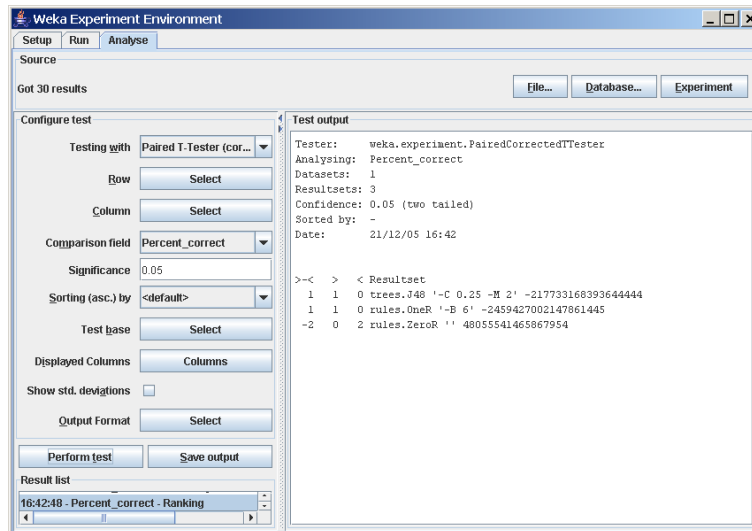 Weka Experiment Environment
Setup Run Analyse
Source
Got 30 results
File... Database... Experiment
Configure test
Testing with Paired T-Tester (cor...
Row Select
Column Select
Comparison field Percent_correct
Significance 0.05
Sorting (asc.) by <default>
Test base Select
Displayed Columns Columns
Show std. deviations
Output Format Select
Perform test Save output
Result list
16:42:48 - Percent_correct - Ranking
Test output
Tester: weka.experiment.PairedCorrectedTTester
Analysing: Percent_correct
Datasets: 1
Resultsets: 3
Confidence: 0.05 (two tailed)
Sorted by: -
Date: 21/12/05 16:42
>-< > < Resultset
1 1 0 trees.J48 '-C 0.25 -M 2' -217733168393644444
1 1 0 rules.OneR '-B 6' -2459427002147861445
-2 0 2 rules.ZeroR '' 48055541465867954